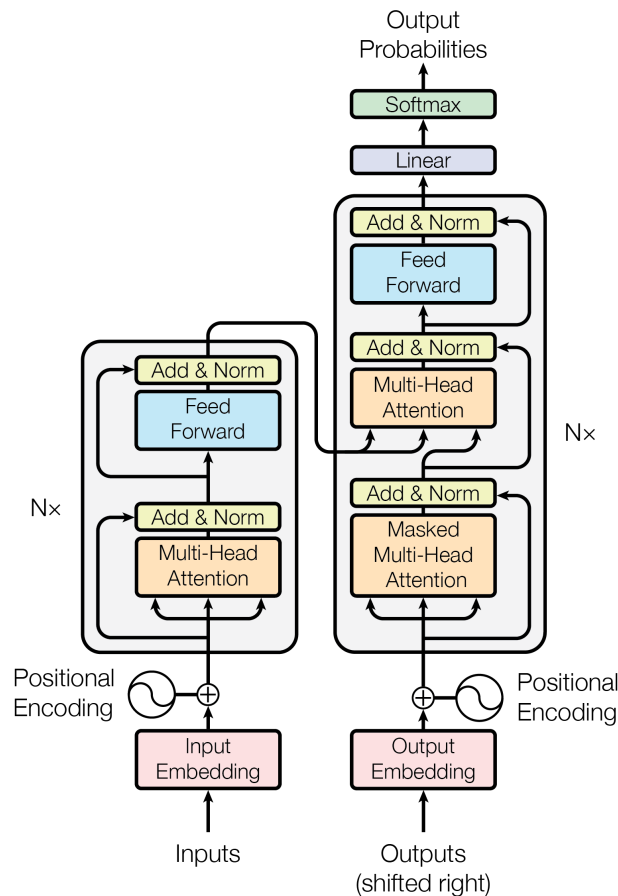 Output
Probabilities
Softmax
Linear
Add & Norm
Feed
Forward
Add & Norm
Multi-Head
Attention
Nx
Add & Norm
Masked
Multi-Head
Attention
Add & Norm
Feed
Forward
Nx
Add & Norm
Multi-Head
Attention
Positional
Encoding
Positional
Encoding
Input
Embedding
Output
Embedding
Inputs
Outputs
(shifted right)